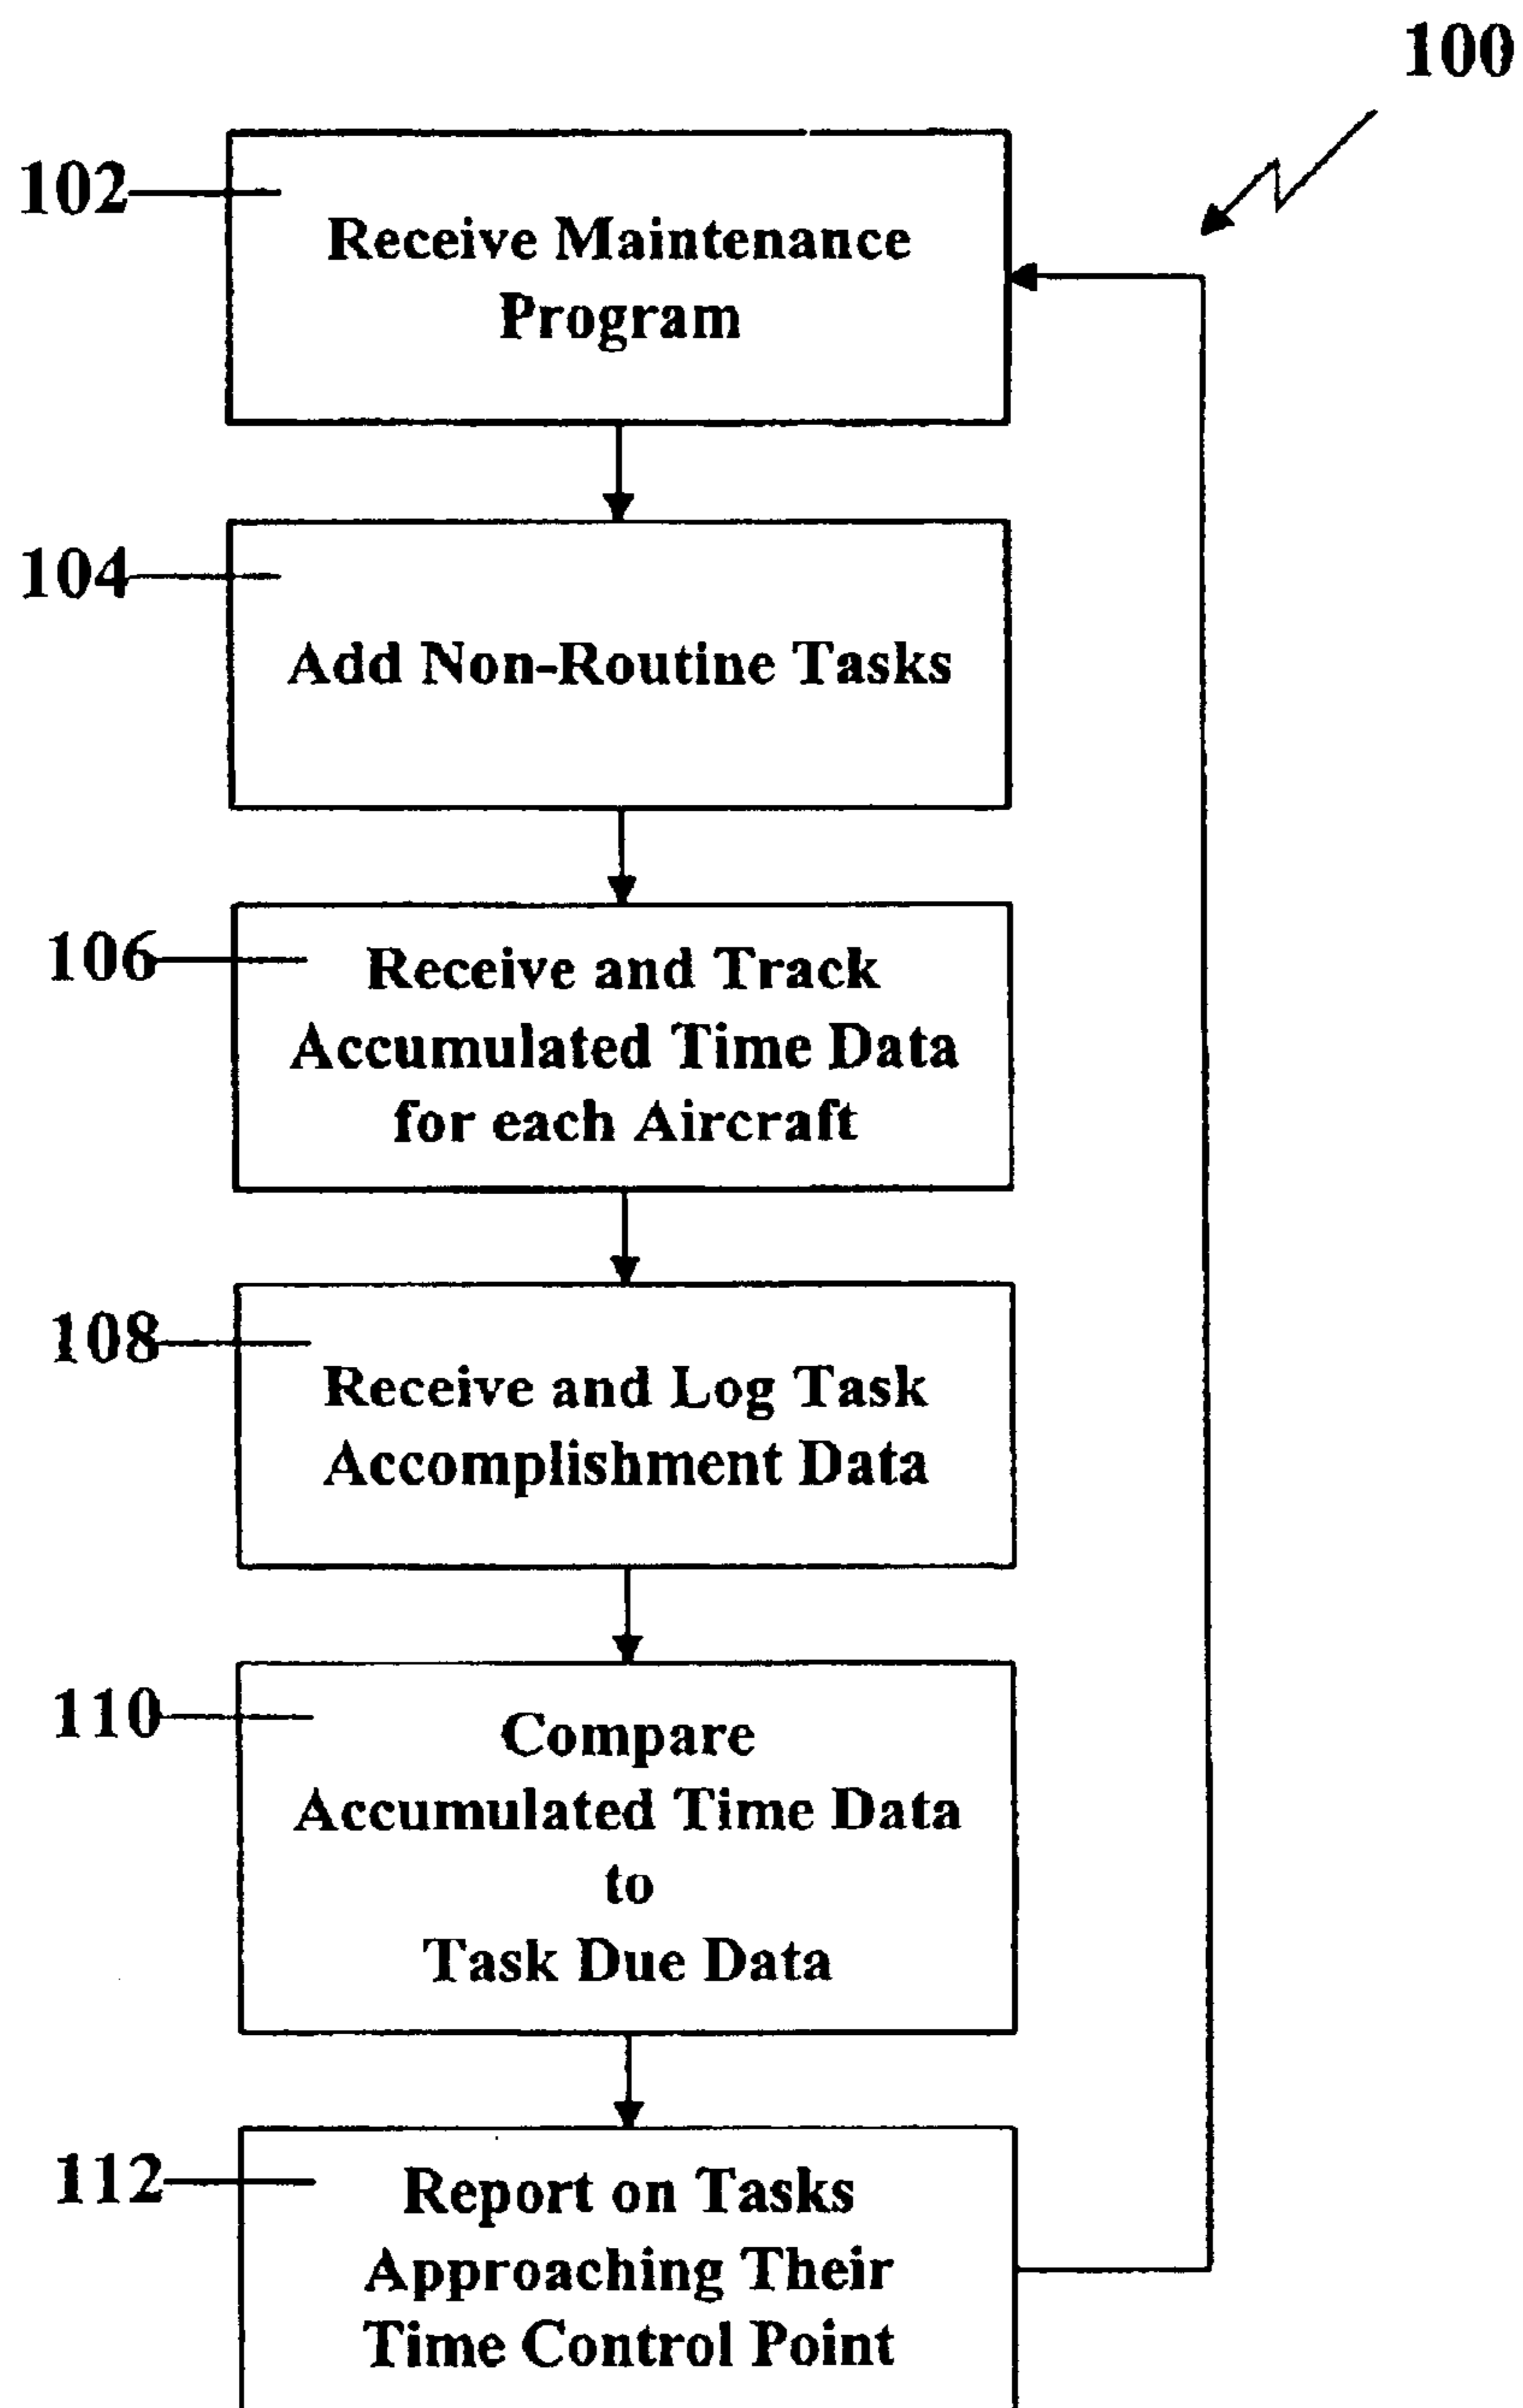 100
102
Receive Maintenance
Program
104
Add Non-Routine Tasks
106
Receive and Track
Accumulated Time Data
for each Aircraft
108
Receive and Log Task
Accomplishment Data
110
Compare
Accumulated Time Data
to
Task Due Data
112
Report on Tasks
Approaching Their
Time Control Point